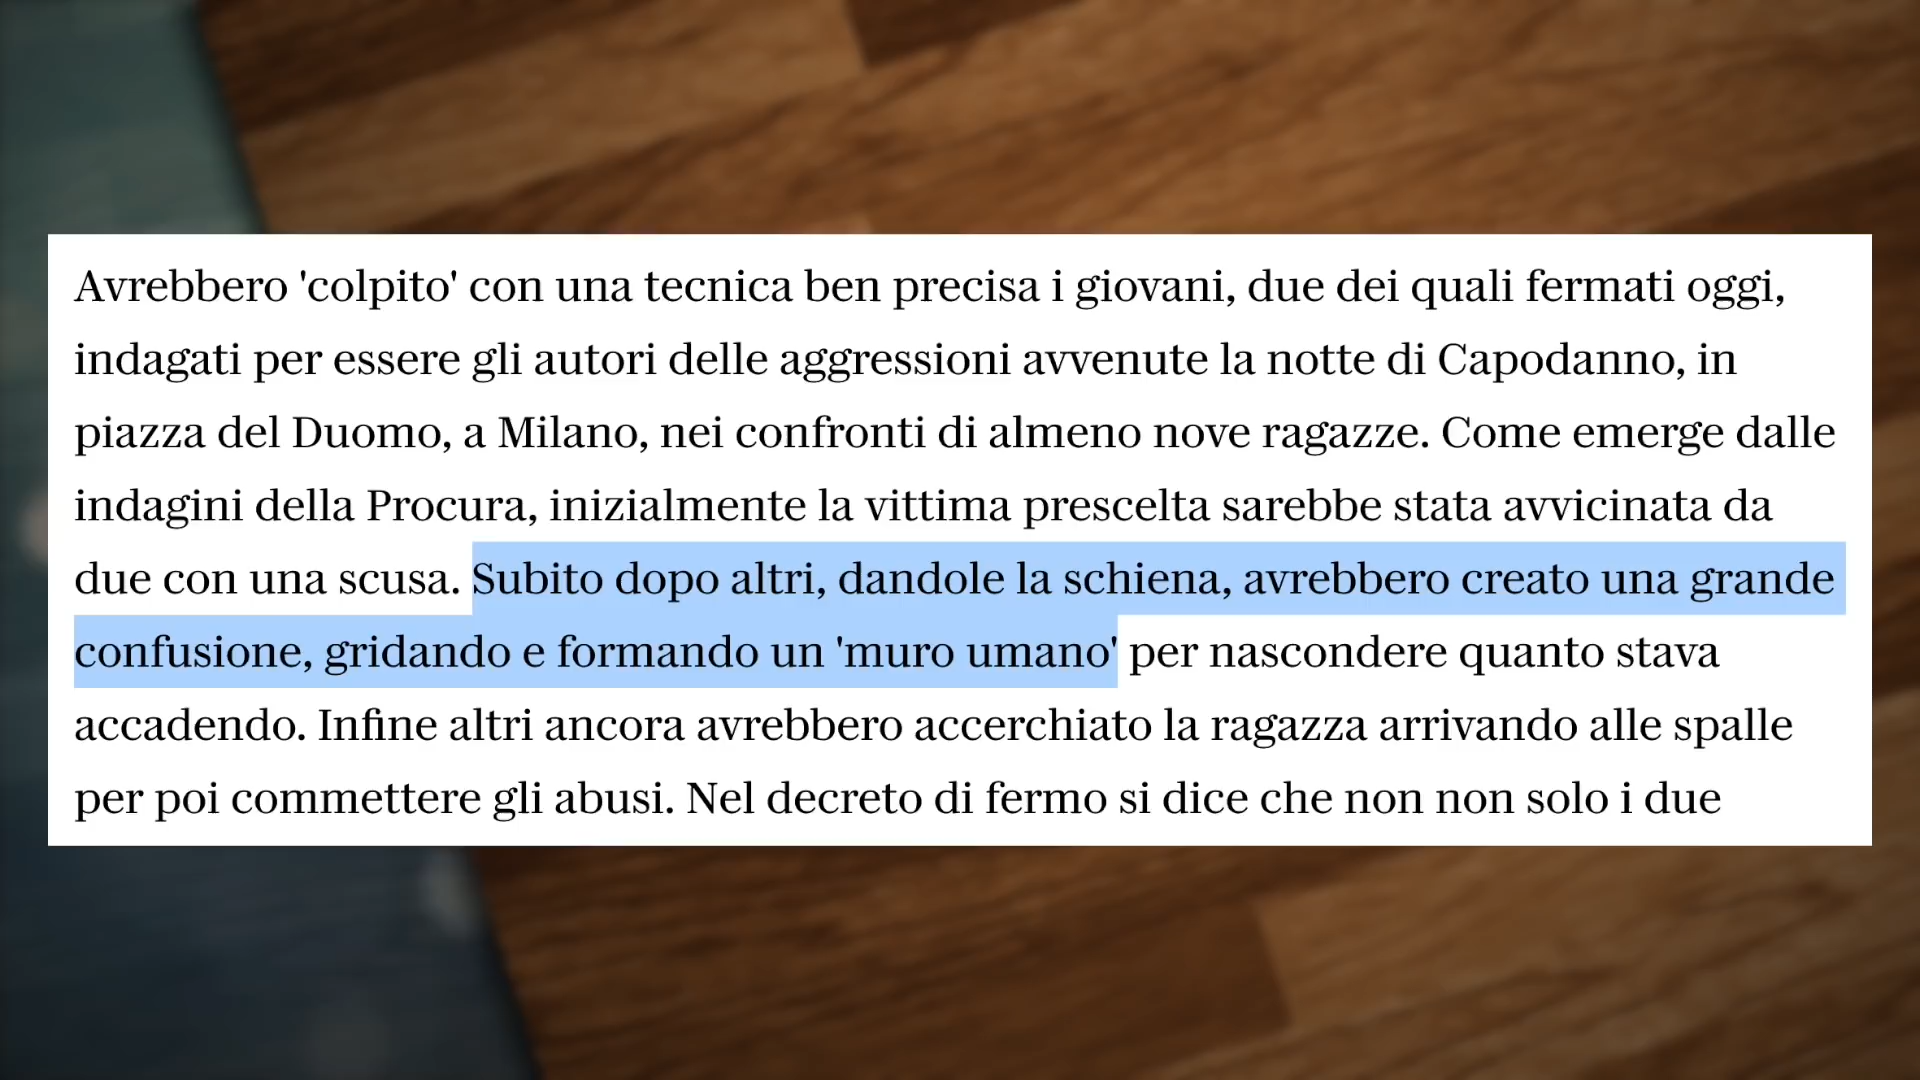 Avrebbero 'colpito' con una tecnica ben precisa i giovani, due dei quali fermati oggi,
indagati per essere gli autori delle aggressioni avvenute la notte di Capodanno, in
piazza del Duomo, a Milano, nei confronti di almeno nove ragazze. Come emerge dalle
indagini della Procura, inizialmente la vittima prescelta sarebbe stata avvicinata da
due con una scusa. Subito dopo altri, dandole la schiena, avrebbero creato una grande
confusione, gridando e formando un 'muro umano' per nascondere quanto stava
accadendo. Infine altri ancora avrebbero accerchiato la ragazza arrivando alle spalle
per poi commettere gli abusi. Nel decreto di fermo si dice che non non solo i due